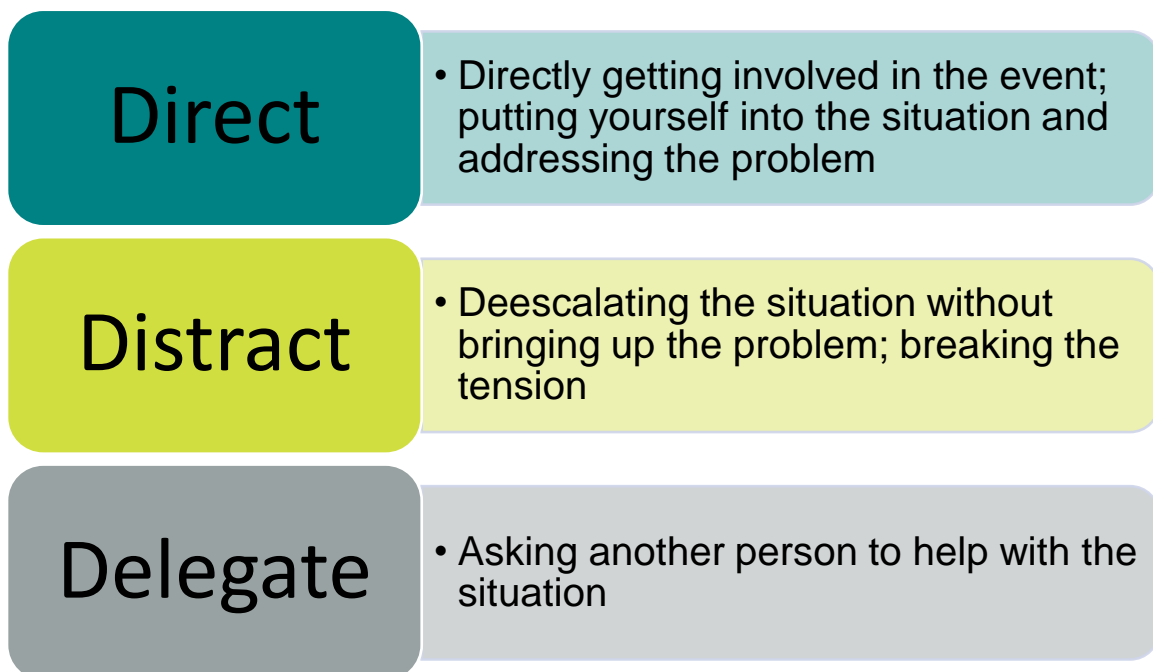 Direct
• Directly getting involved in the event;
putting yourself into the situation and
addressing the problem
Distract
• Deescalating the situation without
bringing up the problem; breaking the
tension
Delegate
• Asking another person to help with the
situation